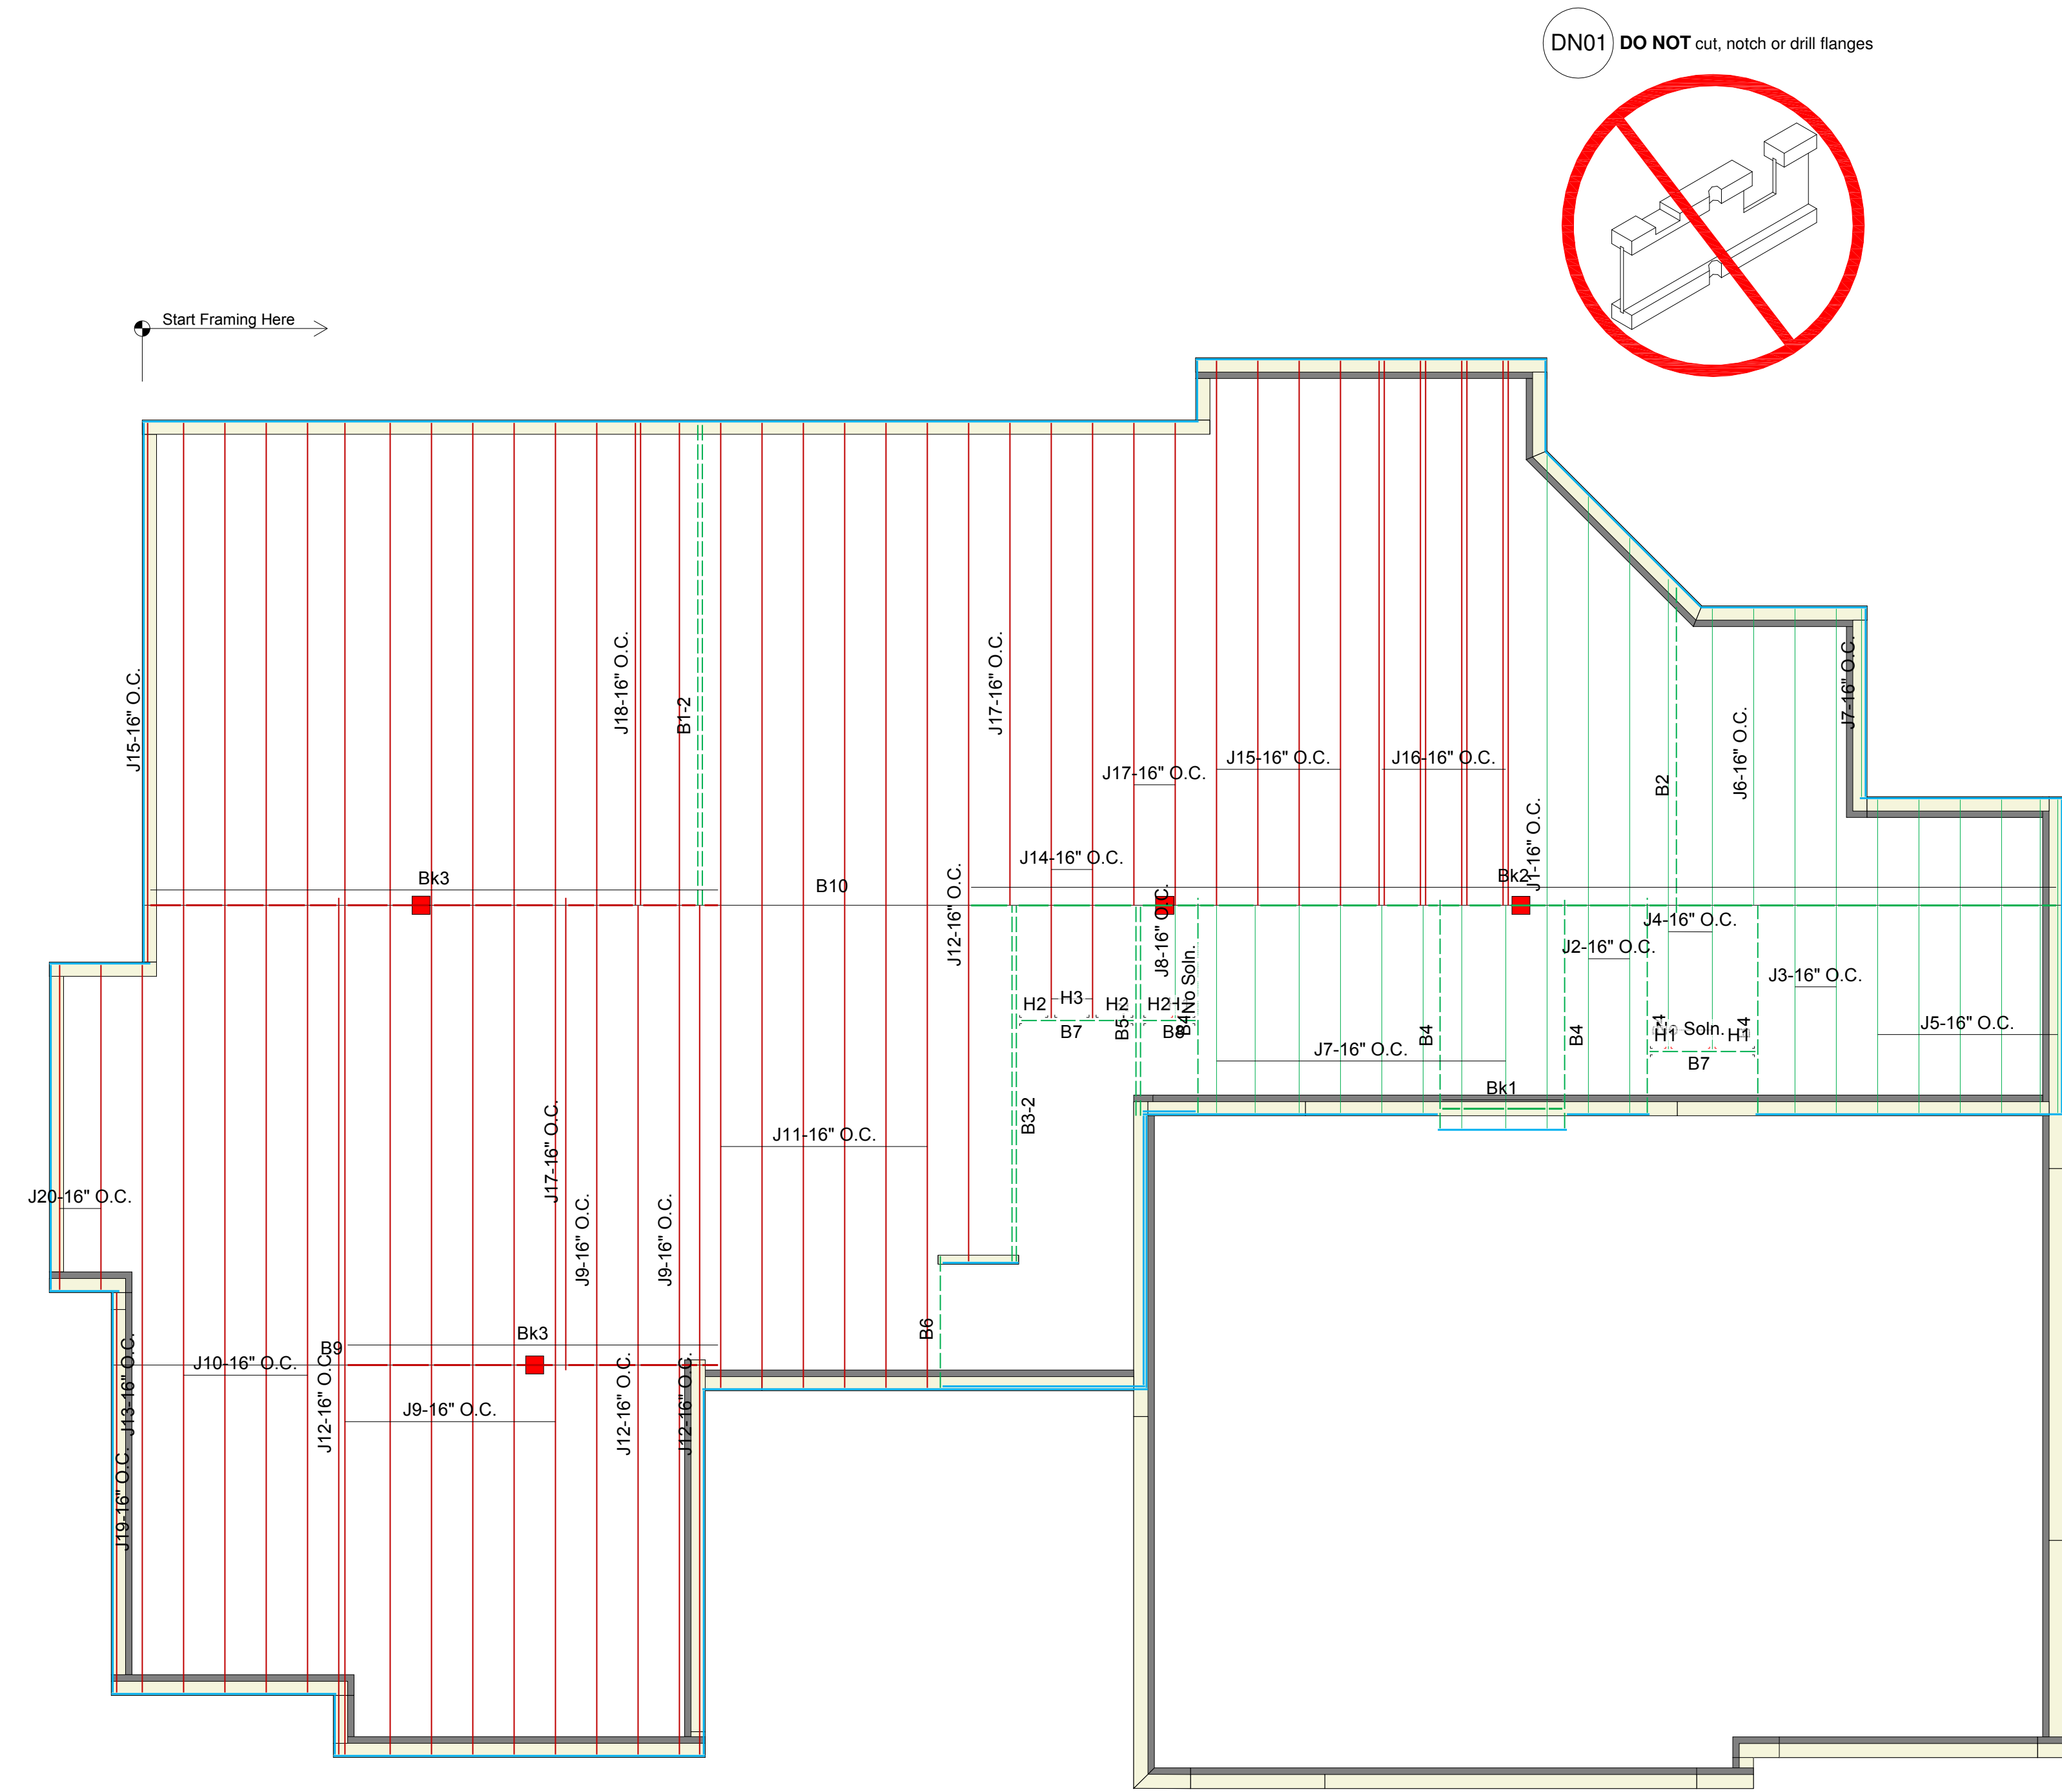 DN01 DO NOT cut, notch or drill flanges
Start Framing Here
J15-16" O.C.
J18-16" O.C.
B1-2
J17-16" O.C.
J17-16" O.C.
J15-16" O.C.
J16-16" O.C.
B2
J6-16" O.C.
J7-16" O.C.
J1-16" O.C.
J14-16" O.C.
Bk3
B10
Bk2
J12-16" O.C.
J8-16" O.C.
No Soln.
J4-16" O.C.
J2-16" O.C.
J3-16" O.C.
H2
H3
H2
H2
B7
B5-2
B8
B4
B4
B4
J5-16" O.C.
No Soln.
H1
H1
B7
J7-16" O.C.
Bk1
B3-2
J11-16" O.C.
J17-16" O.C.
J20-16" O.C.
J9-16" O.C.
J9-16" O.C.
B6
Bk3
B9
J10-16" O.C.
J13-16" O.C.
J12-16" O.C.
J9-16" O.C.
J12-16" O.C.
J12-16" O.C.
J19-16" O.C.